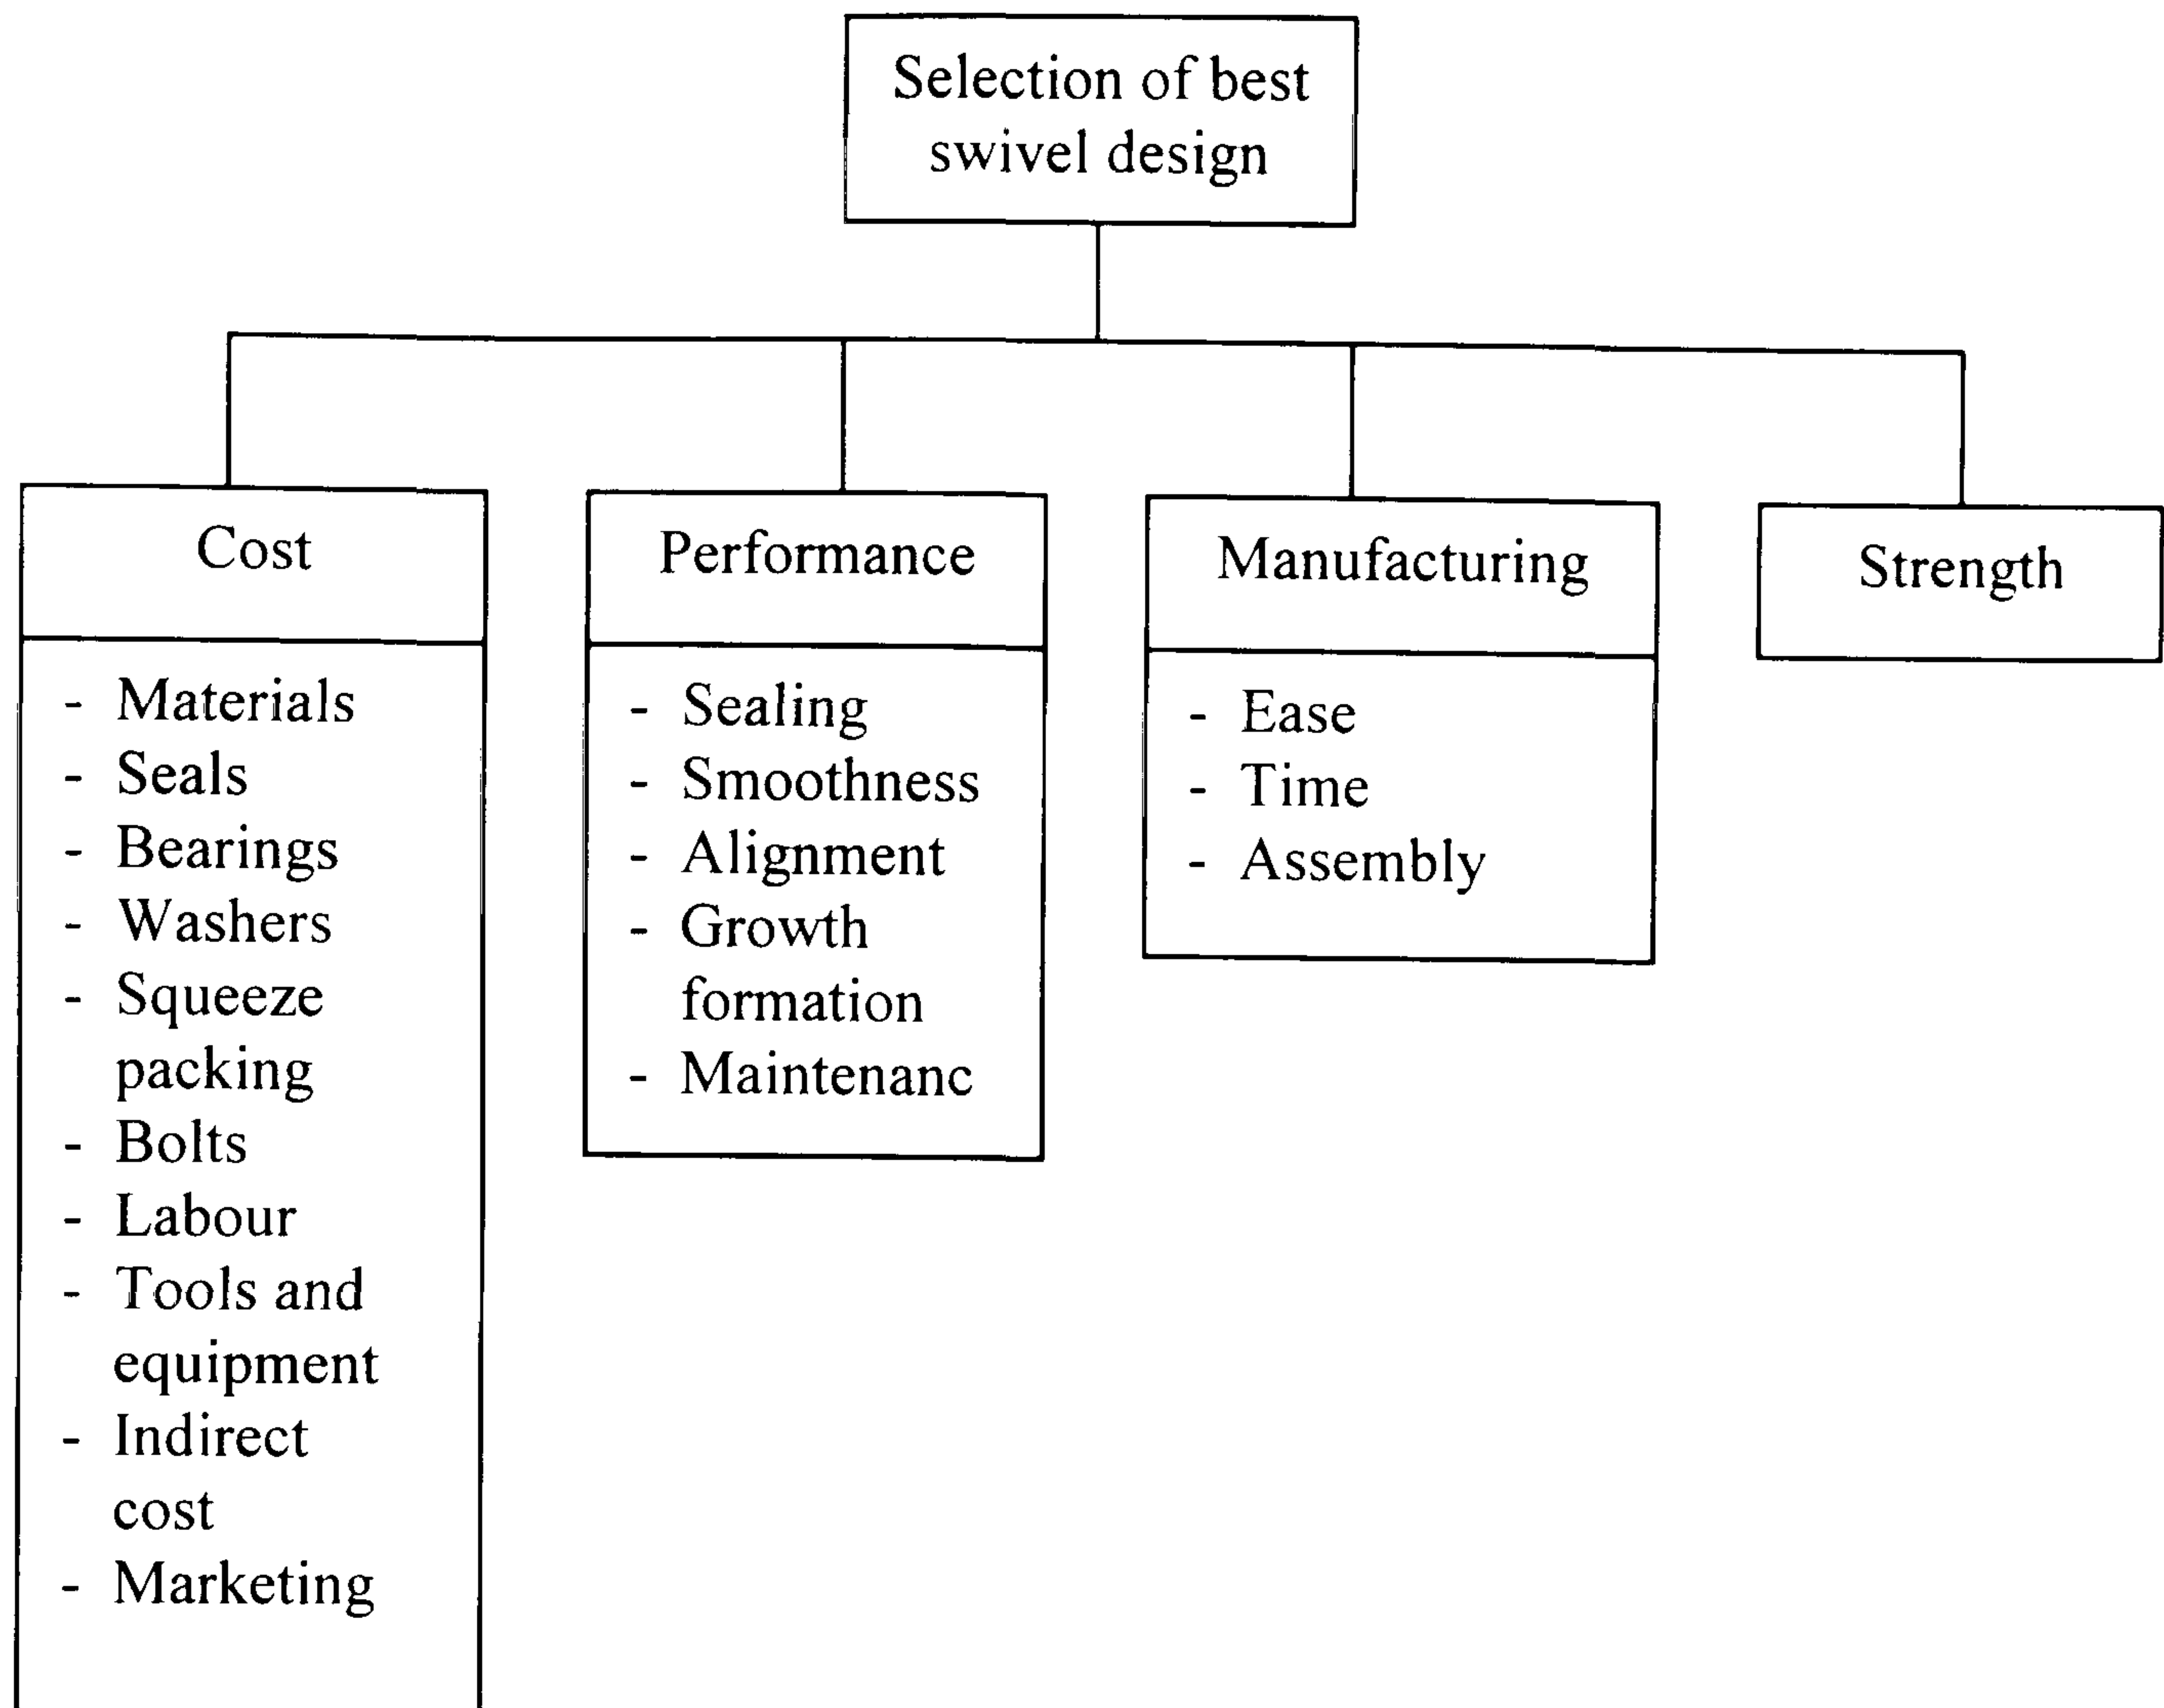 Selection of best
swivel design
Cost
- Materials
- Seals
- Bearings
- Washers
- Squeeze
packing
- Bolts
- Labour
- Tools and
equipment
- Indirect
cost
- Marketing
Performance
- Sealing
- Smoothness
- Alignment
- Growth
formation
- Maintenanc
Manufacturing
- Ease
- Time
- Assembly
Strength